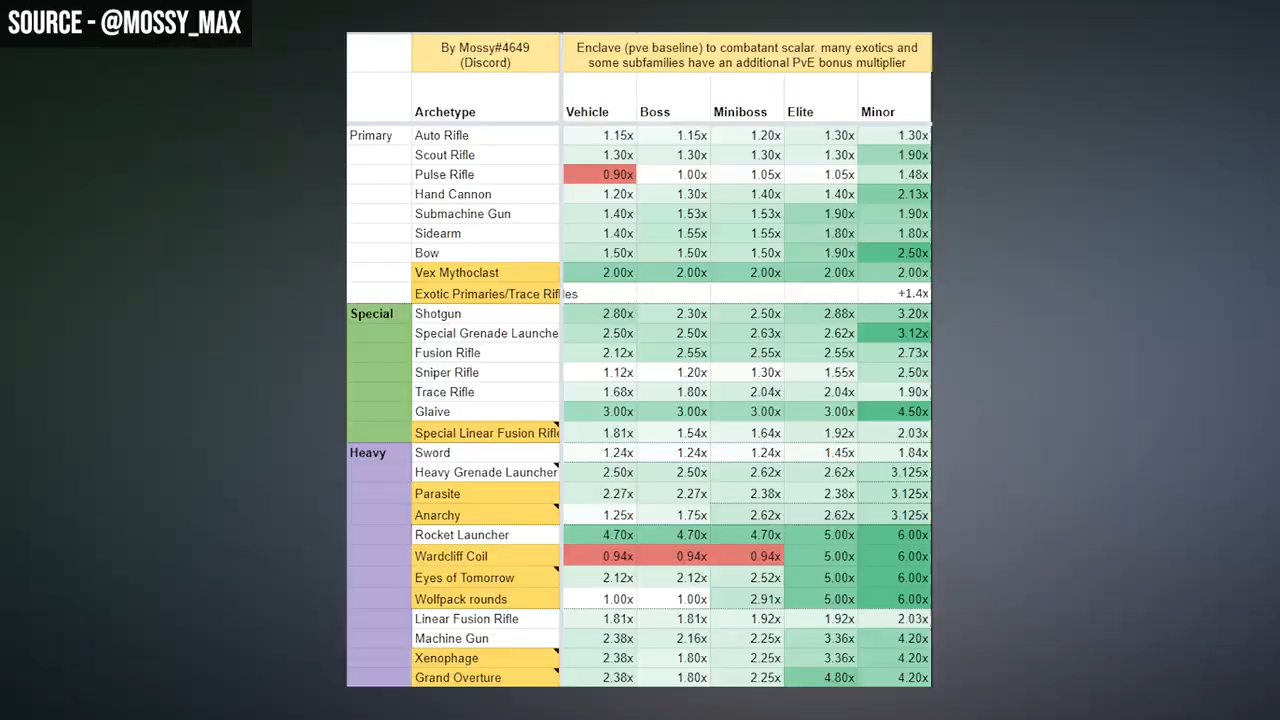 SOURCE - @MOSSY_MAX
By Mossy#4649
(Discord)
Enclave (pve baseline) to combatant scalar. many exotics and
some subfamilies have an additional PvE bonus multiplier
Archetype Vehicle Boss Miniboss Elite Minor
Primary Auto Rifle 1.15x 1.15x 1.20x 1.30x 1.30x
Scout Rifle 1.30x 1.30x 1.30x 1.30x 1.90x
Pulse Rifle 0.90x 1.00x 1.05x 1.05x 1.48x
Hand Cannon 1.20x 1.30x 1.40x 1.40x 2.13x
Submachine Gun 1.40x 1.53x 1.53x 1.90x 1.90x
Sidearm 1.40x 1.55x 1.55x 1.80x 1.80x
Bow 1.50x 1.50x 1.50x 1.90x 2.50x
Vex Mythoclast 2.00x 2.00x 2.00x 2.00x 2.00x
Exotic Primaries/Trace Rifles +1.4x
Special Shotgun 2.80x 2.30x 2.50x 2.88x 3.20x
Special Grenade Launche 2.50x 2.50x 2.63x 2.62x 3.12x
Fusion Rifle 2.12x 2.55x 2.55x 2.55x 2.73x
Sniper Rifle 1.12x 1.20x 1.30x 1.55x 2.50x
Trace Rifle 1.68x 1.80x 2.04x 2.04x 1.90x
Glaive 3.00x 3.00x 3.00x 3.00x 4.50x
Special Linear Fusion Rifle 1.81x 1.54x 1.64x 1.92x 2.03x
Heavy Sword 1.24x 1.24x 1.24x 1.45x 1.84x
Heavy Grenade Launcher 2.50x 2.50x 2.62x 2.62x 3.125x
Parasite 2.27x 2.27x 2.38x 2.38x 3.125x
Anarchy 1.25x 1.75x 2.62x 2.62x 3.125x
Rocket Launcher 4.70x 4.70x 4.70x 5.00x 6.00x
Wardcliff Coil 0.94x 0.94x 0.94x 5.00x 6.00x
Eyes of Tomorrow 2.12x 2.12x 2.52x 5.00x 6.00x
Wolfpack rounds 1.00x 1.00x 2.91x 5.00x 6.00x
Linear Fusion Rifle 1.81x 1.81x 1.92x 1.92x 2.03x
Machine Gun 2.38x 2.16x 2.25x 3.36x 4.20x
Xenophage 2.38x 1.80x 2.25x 3.36x 4.20x
Grand Overture 2.38x 1.80x 2.25x 4.80x 4.20x